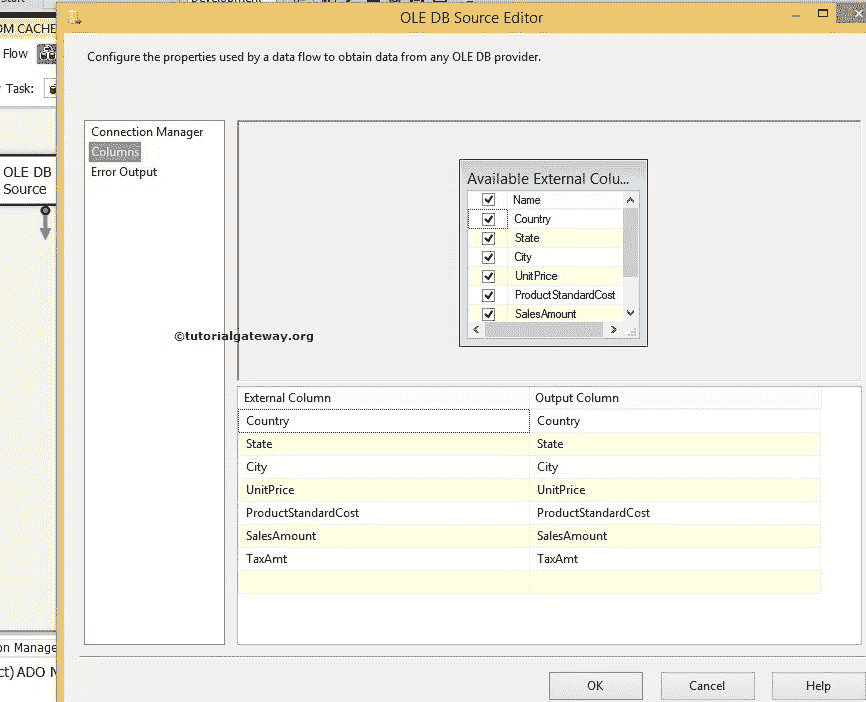 Development
OLE DB Source Editor
OM CACHE
Flow
Task:
Configure the properties used by a data flow to obtain data from any OLE DB provider.
Connection Manager
Columns
Error Output
OLE DB
Source
Available External Colu...
Name
Country
State
City
UnitPrice
ProductStandardCost
SalesAmount
©tutorialgateway.org
External Column Output Column
Country Country
State State
City City
UnitPrice UnitPrice
ProductStandardCost ProductStandardCost
SalesAmount SalesAmount
TaxAmt TaxAmt
on Manage
ct) ADO N
OK Cancel Help